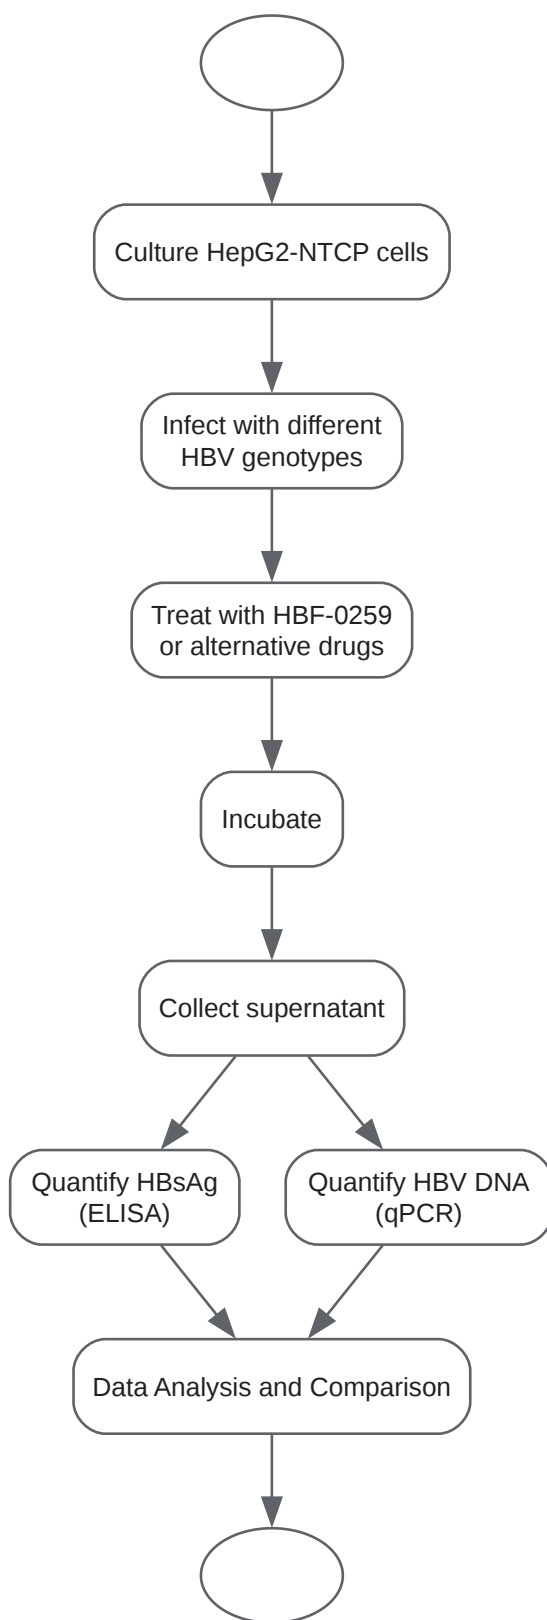 Culture HepG2-NTCP cells
Infect with different
HBV genotypes
Treat with HBF-0259
or alternative drugs
Incubate
Collect supernatant
Quantify HBsAg
(ELISA)
Quantify HBV DNA
(qPCR)
Data Analysis and Comparison